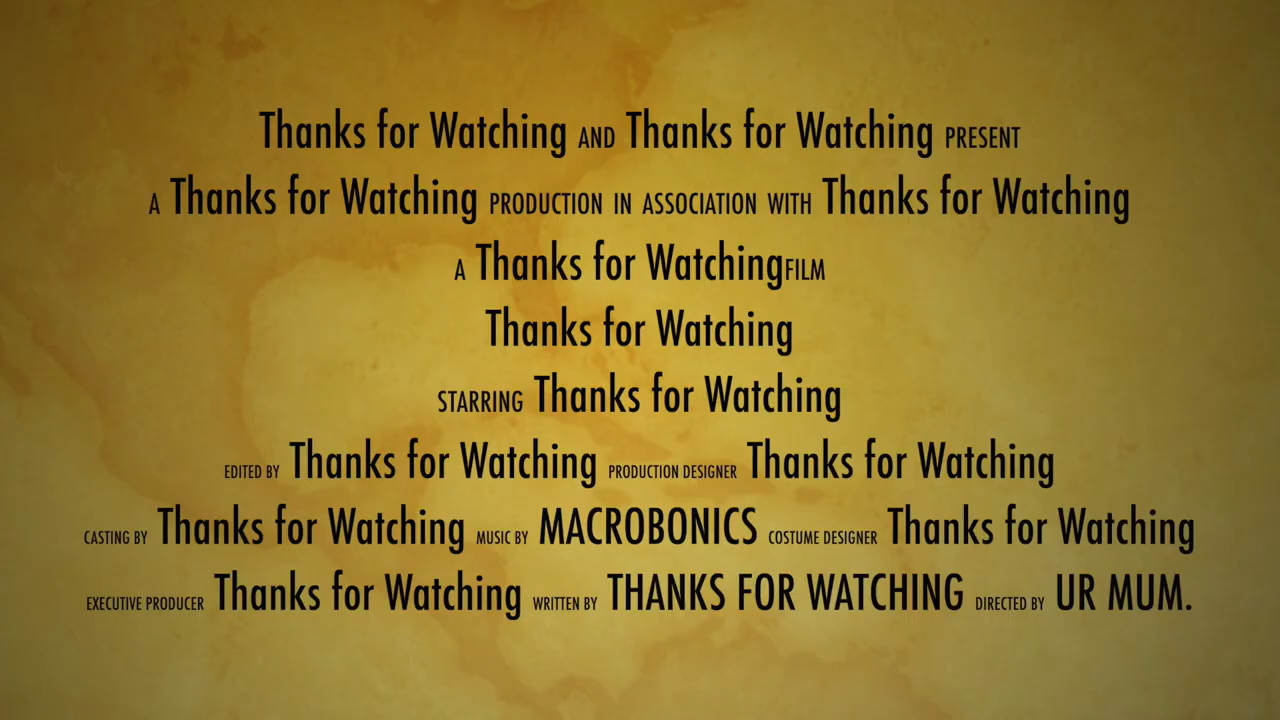 Thanks for Watching AND Thanks for Watching PRESENT
A Thanks for Watching PRODUCTION IN ASSOCIATION WITH Thanks for Watching
A Thanks for WatchingFILM
Thanks for Watching
STARRING Thanks for Watching
EDITED BY Thanks for Watching PRODUCTION DESIGNER Thanks for Watching
CASTING BY Thanks for Watching MUSIC BY MACROBONICS COSTUME DESIGNER Thanks for Watching
EXECUTIVE PRODUCER Thanks for Watching WRITTEN BY THANKS FOR WATCHING DIRECTED BY UR MUM.